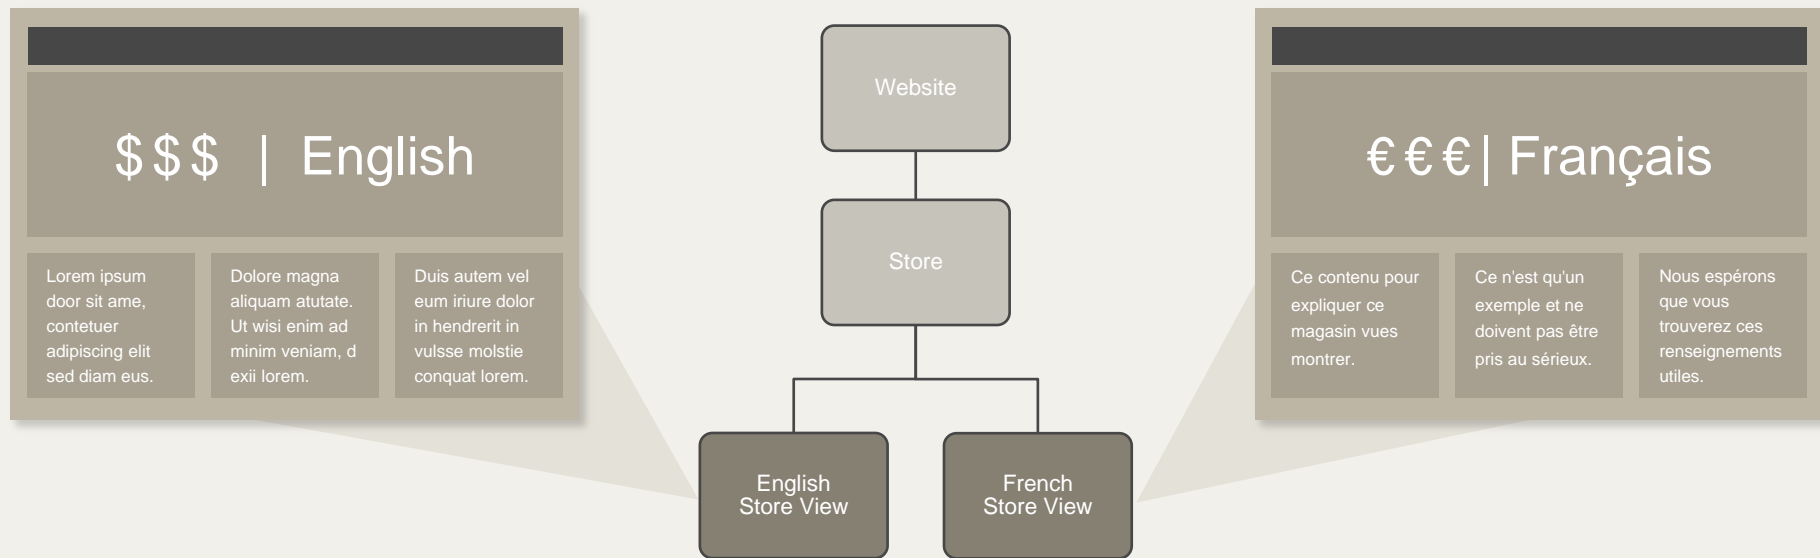 $$$ | English
Lorem ipsum
door sit ame,
contetuer
adipiscing elit
sed diam eus.
Dolore magna
aliquam atutate.
Ut wisi enim ad
minim veniam, d
exii lorem.
Duis autem vel
eum iriure dolor
in hendrerit in
vulsse molstie
conquat lorem.
Website
Store
English
Store View
French
Store View
€€€| Français
Ce contenu pour
expliquer ce
magasin vues
montrer.
Ce n'est qu'un
exemple et ne
doivent pas être
pris au sérieux.
Nous espérons
que vous
trouverez ces
renseignements
utiles.